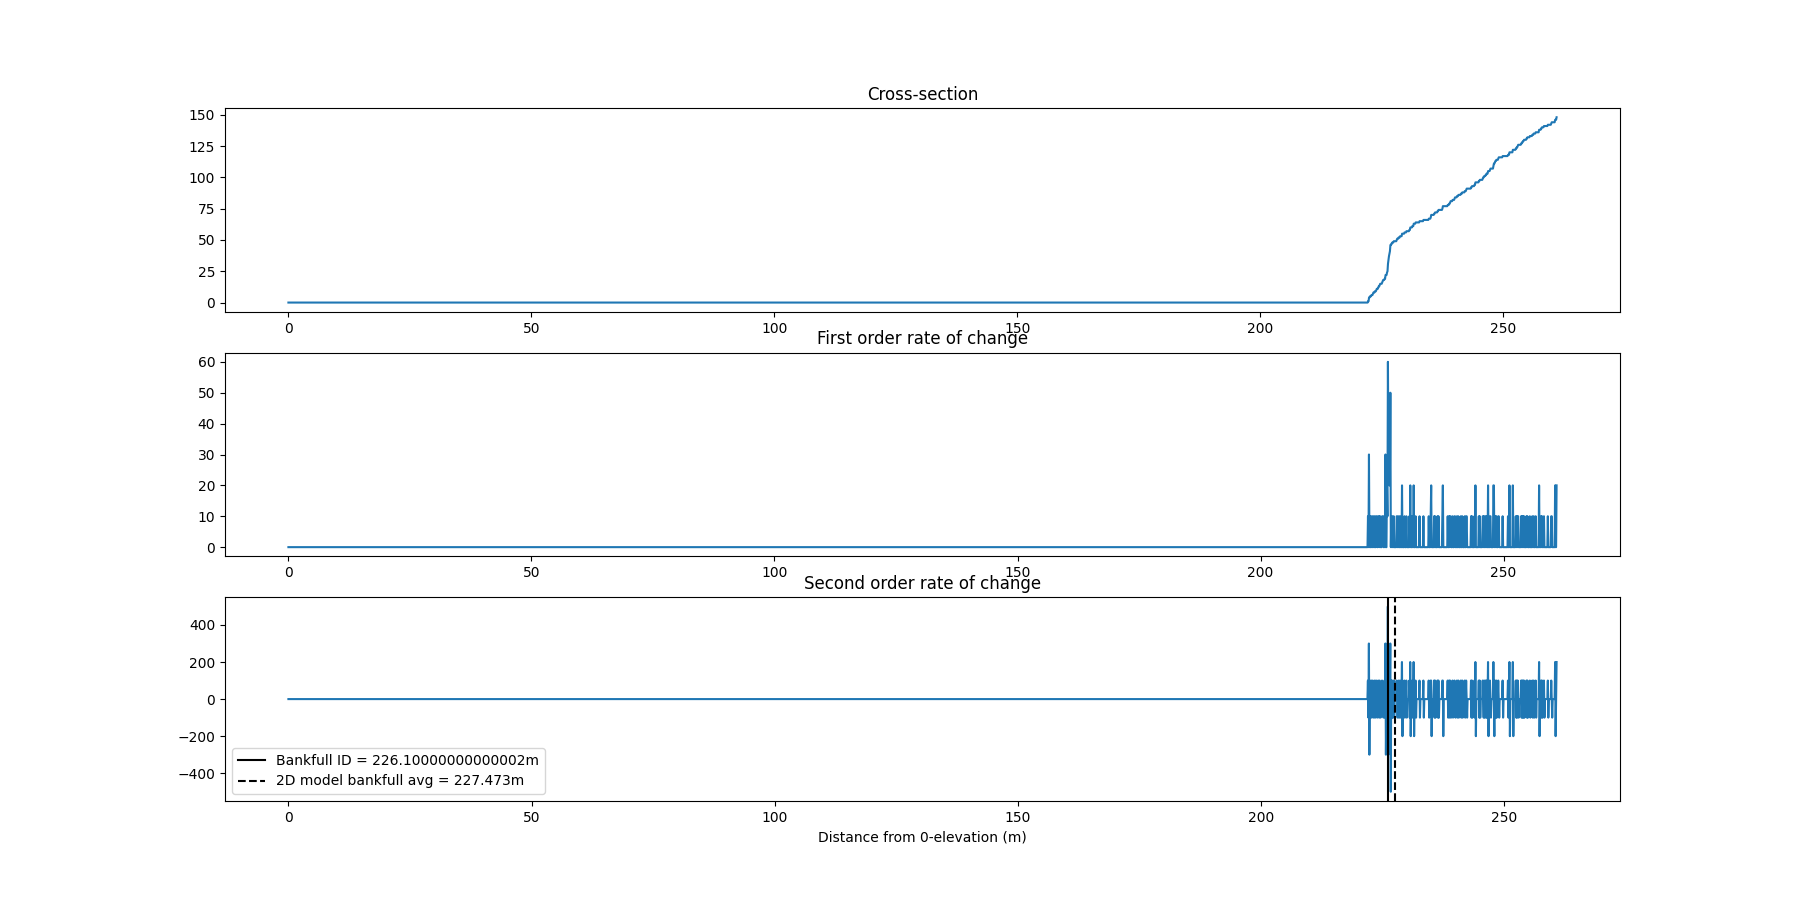 Cross-section
150
125
100
75
50
25
0
0 50 100 150 200 250
First order rate of change
60
50
40
30
20
10
0
0 50 100 150 200 250
Second order rate of change
400
200
0
−200
−400
Bankfull ID = 226.10000000000002m
2D model bankfull avg = 227.473m
0 50 100 150 200 250
Distance from 0-elevation (m)